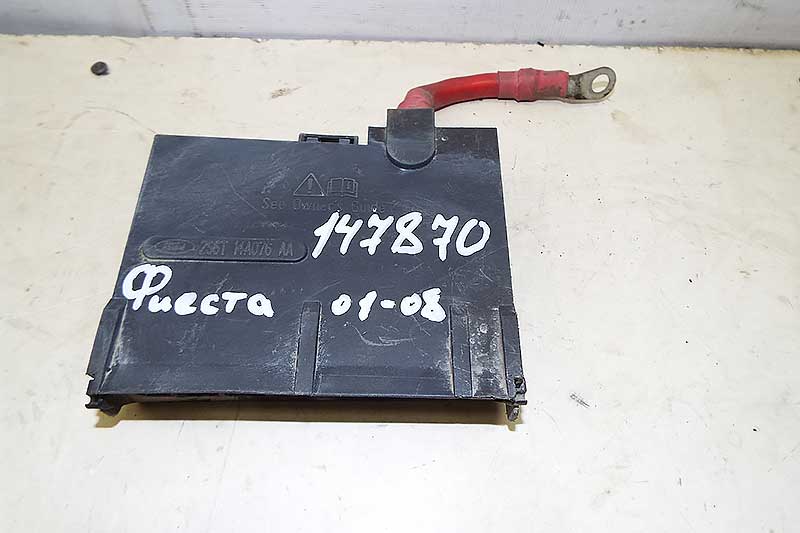 See Owner's Guide
147870
2S6T 14A076 AA
Фиеста 01-08